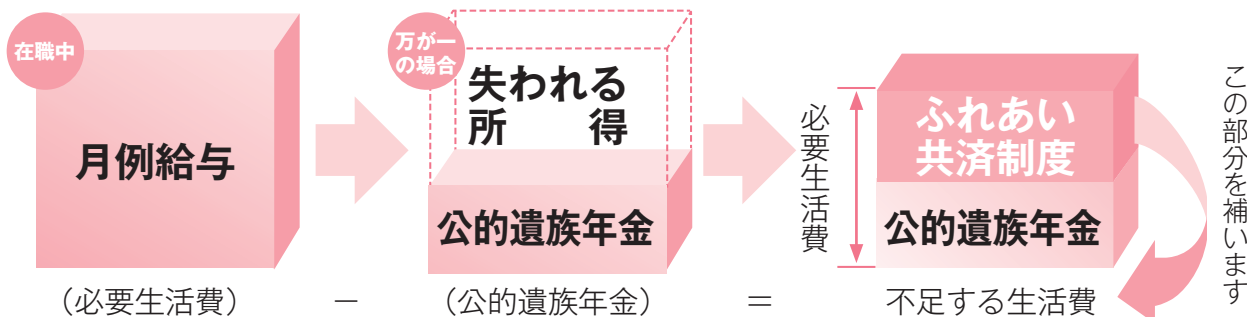 在職中
月例給与
万が一
の場合
失われる
所　得
公的遺族年金
必要生活費
ふれあい
共済制度
公的遺族年金
この部分を補います
（必要生活費） － （公的遺族年金） ＝ 不足する生活費